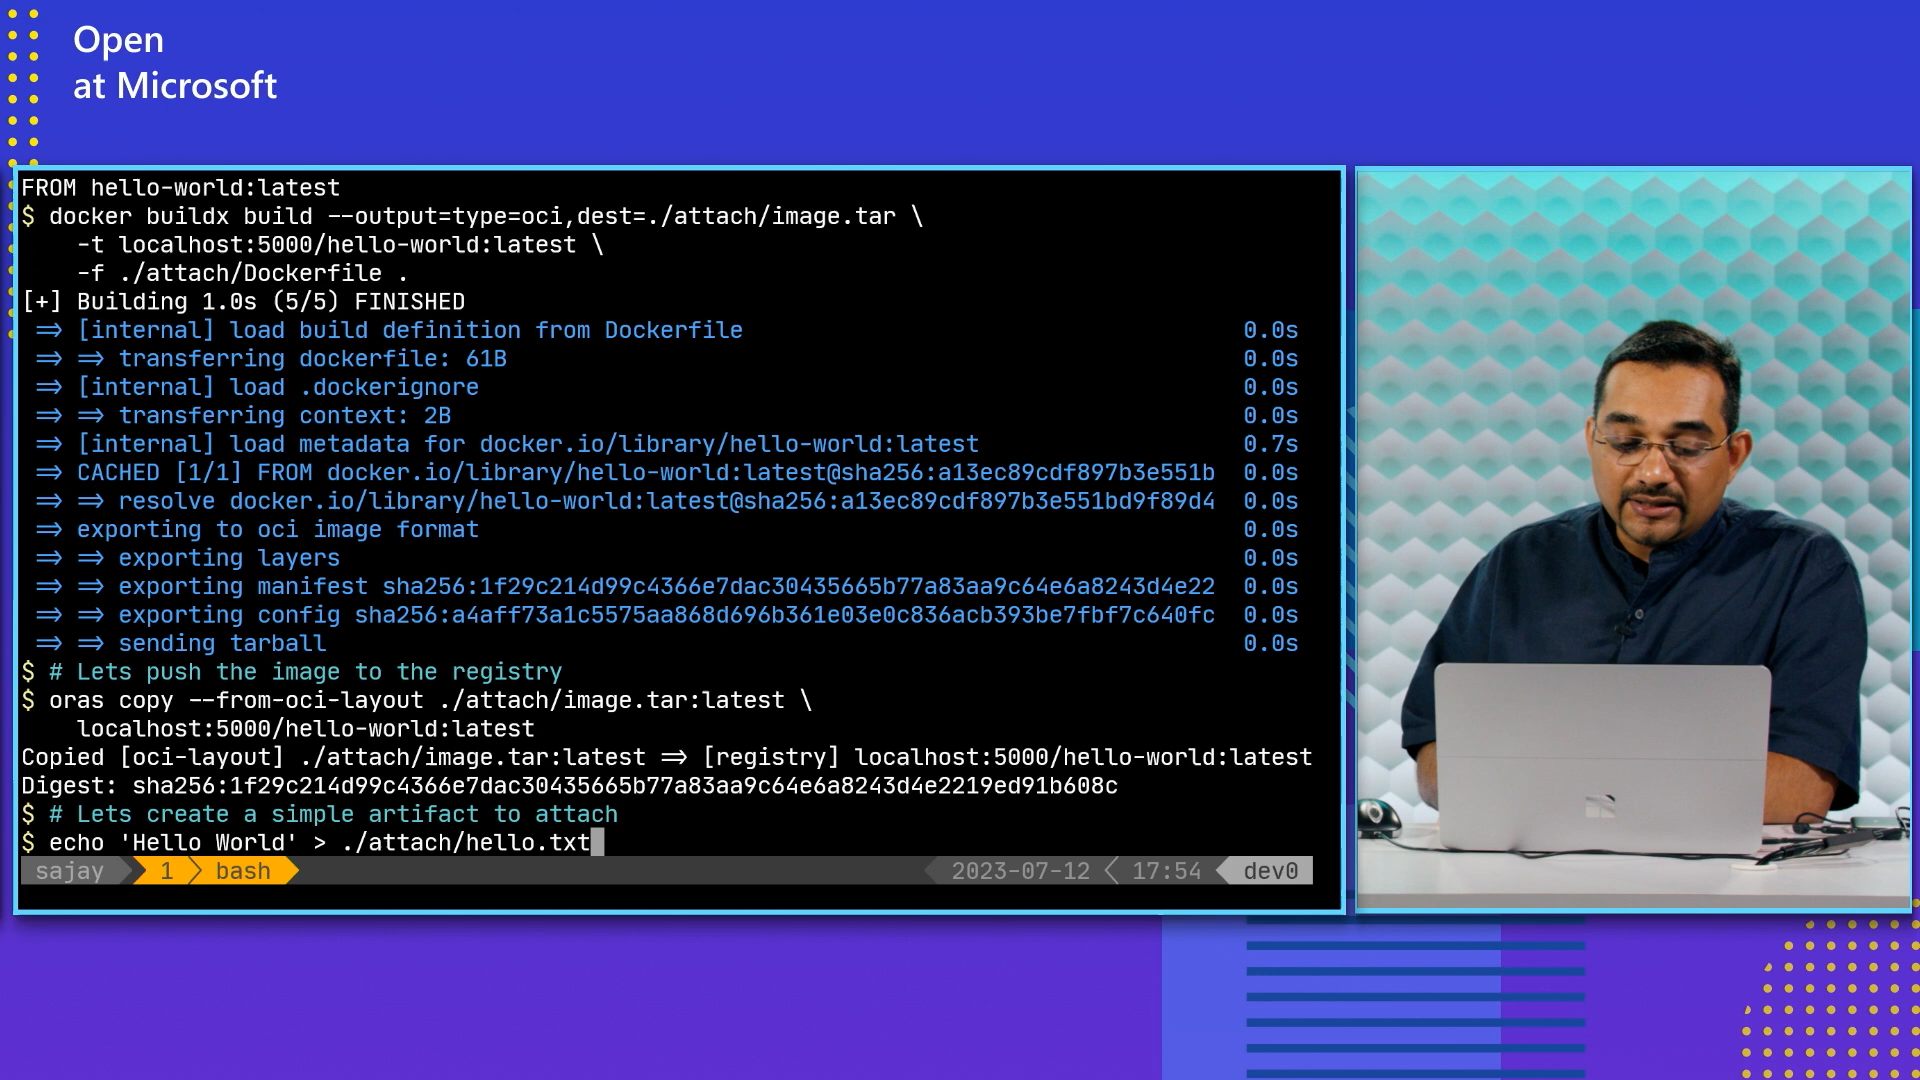 Open
at Microsoft
FROM hello-world:latest
$ docker buildx build --output=type=oci,dest=./attach/image.tar \
-t localhost:5000/hello-world:latest \
-f ./attach/Dockerfile .
[+] Building 1.0s (5/5) FINISHED
=> [internal] load build definition from Dockerfile 0.0s
=> => transferring dockerfile: 61B 0.0s
=> [internal] load .dockerignore 0.0s
=> => transferring context: 2B 0.0s
=> [internal] load metadata for docker.io/library/hello-world:latest 0.7s
=> CACHED [1/1] FROM docker.io/library/hello-world:latest@sha256:a13ec89cdf897b3e551b 0.0s
=> => resolve docker.io/library/hello-world:latest@sha256:a13ec89cdf897b3e551bd9f89d4 0.0s
=> exporting to oci image format 0.0s
=> => exporting layers 0.0s
=> => exporting manifest sha256:1f29c214d99c4366e7dac30435665b77a83aa9c64e6a8243d4e22 0.0s
=> => exporting config sha256:a4aff73a1c5575aa868d696b361e03e0c836acb393be7fbf7c640fc 0.0s
=> => sending tarball 0.0s
$ # Lets push the image to the registry
$ oras copy --from-oci-layout ./attach/image.tar:latest \
localhost:5000/hello-world:latest
Copied [oci-layout] ./attach/image.tar:latest => [registry] localhost:5000/hello-world:latest
Digest: sha256:1f29c214d99c4366e7dac30435665b77a83aa9c64e6a8243d4e2219ed91b608c
$ # Lets create a simple artifact to attach
$ echo 'Hello World' > ./attach/hello.txt
sajay 1 bash 2023-07-12 17:54 dev0